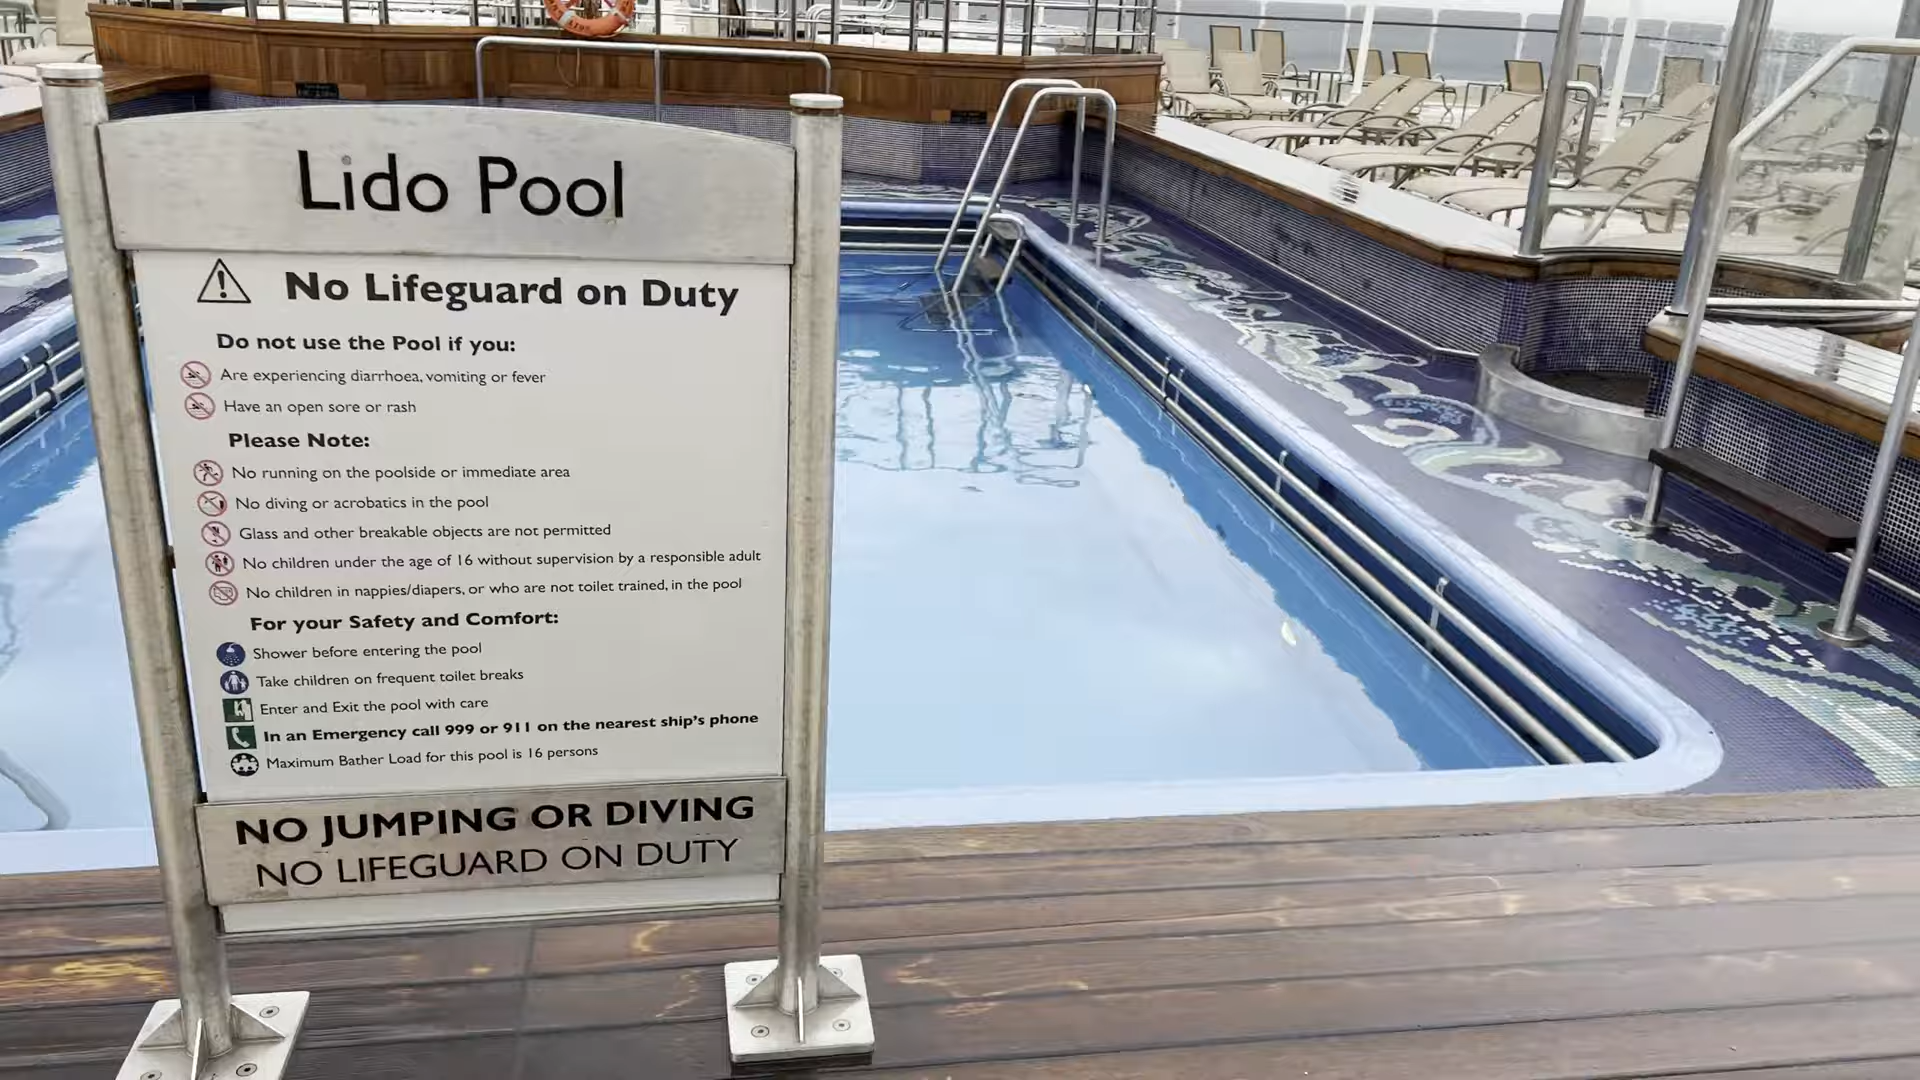 Lido Pool
No Lifeguard on Duty
Do not use the Pool if you:
Are experiencing diarrhoea, vomiting or fever
Have an open sore or rash
Please Note:
No running on the poolside or immediate area
No diving or acrobatics in the pool
Glass and other breakable objects are not permitted
No children under the age of 16 without supervision by a responsible adult
No children in nappies/diapers, or who are not toilet trained, in the pool
For your Safety and Comfort:
Shower before entering the pool
Take children on frequent toilet breaks
Enter and Exit the pool with care
In an Emergency call 999 or 911 on the nearest ship's phone
Maximum Bather Load for this pool is 16 persons
NO JUMPING OR DIVING
NO LIFEGUARD ON DUTY